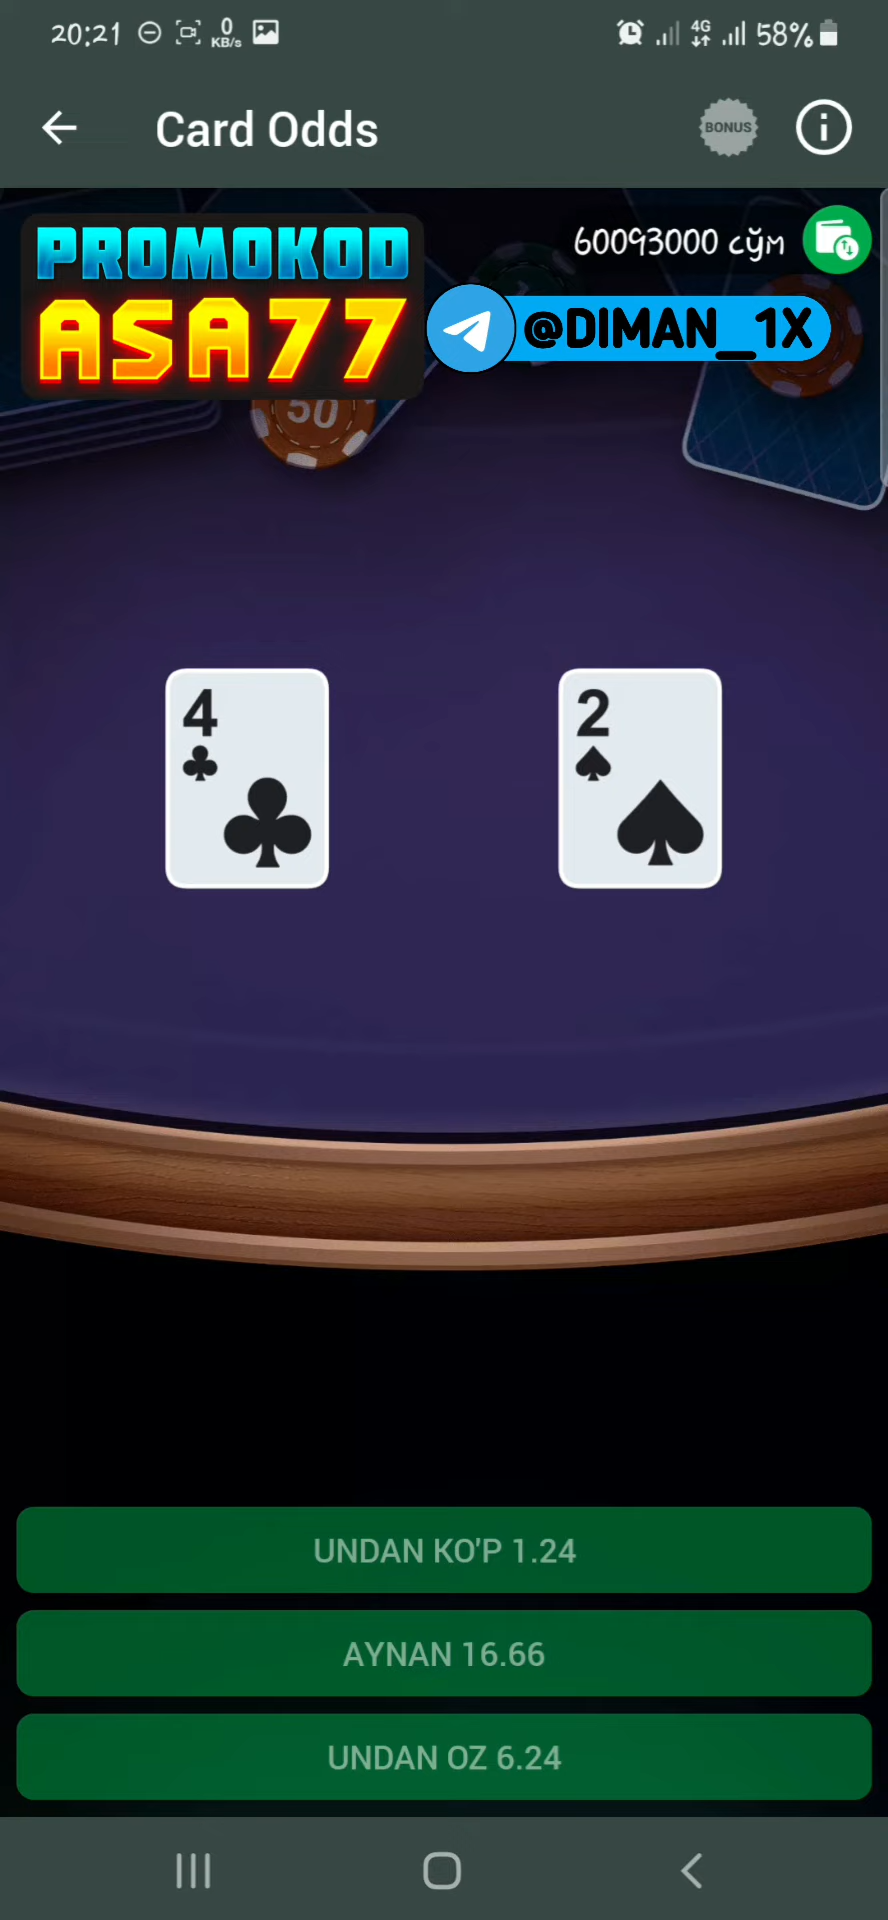 20:21 0 KB/s 4G 58%
Card Odds BONUS
PROMOKOD
ASA77
60093000 сўм
@DIMAN_1X
50
4
2
UNDAN KO'P 1.24
AYNAN 16.66
UNDAN OZ 6.24